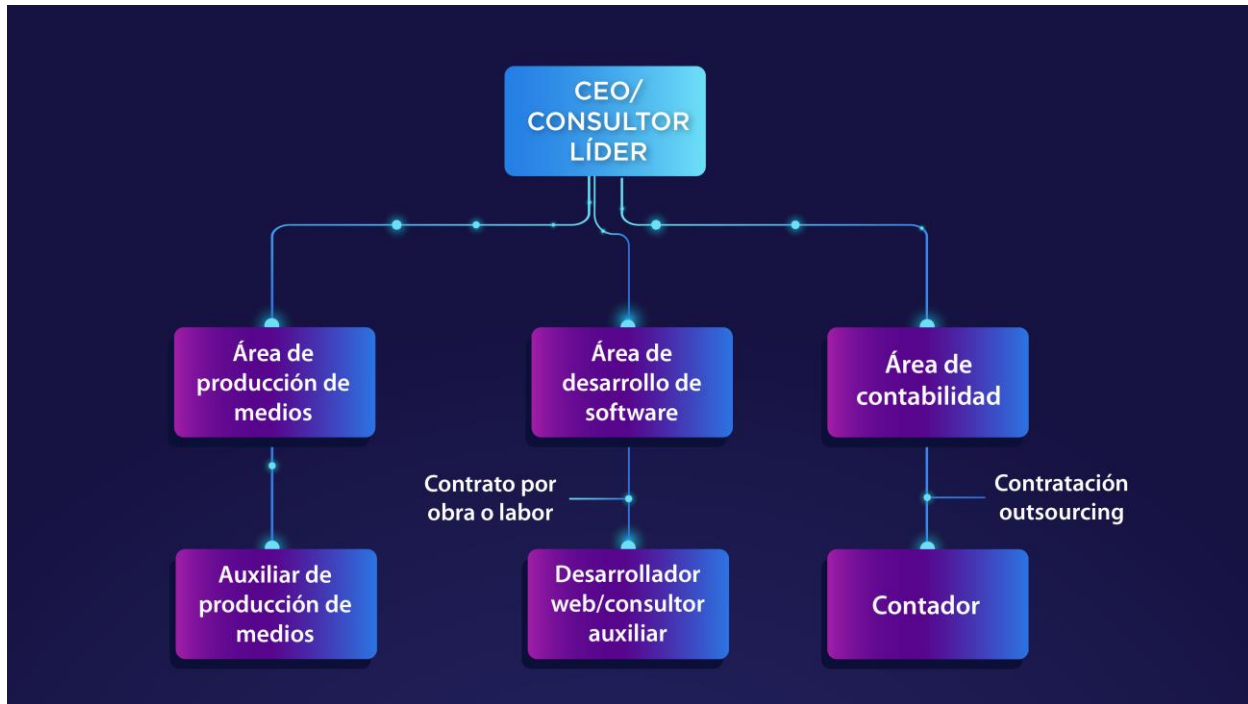 CEO/
CONSULTOR
LÍDER
Área de
producción de
medios
Área de
desarrollo de
software
Área de
contabilidad
Contrato por
obra o labor
Contratación
outsourcing
Auxiliar de
producción de
medios
Desarrollador
web/consultor
auxiliar
Contador